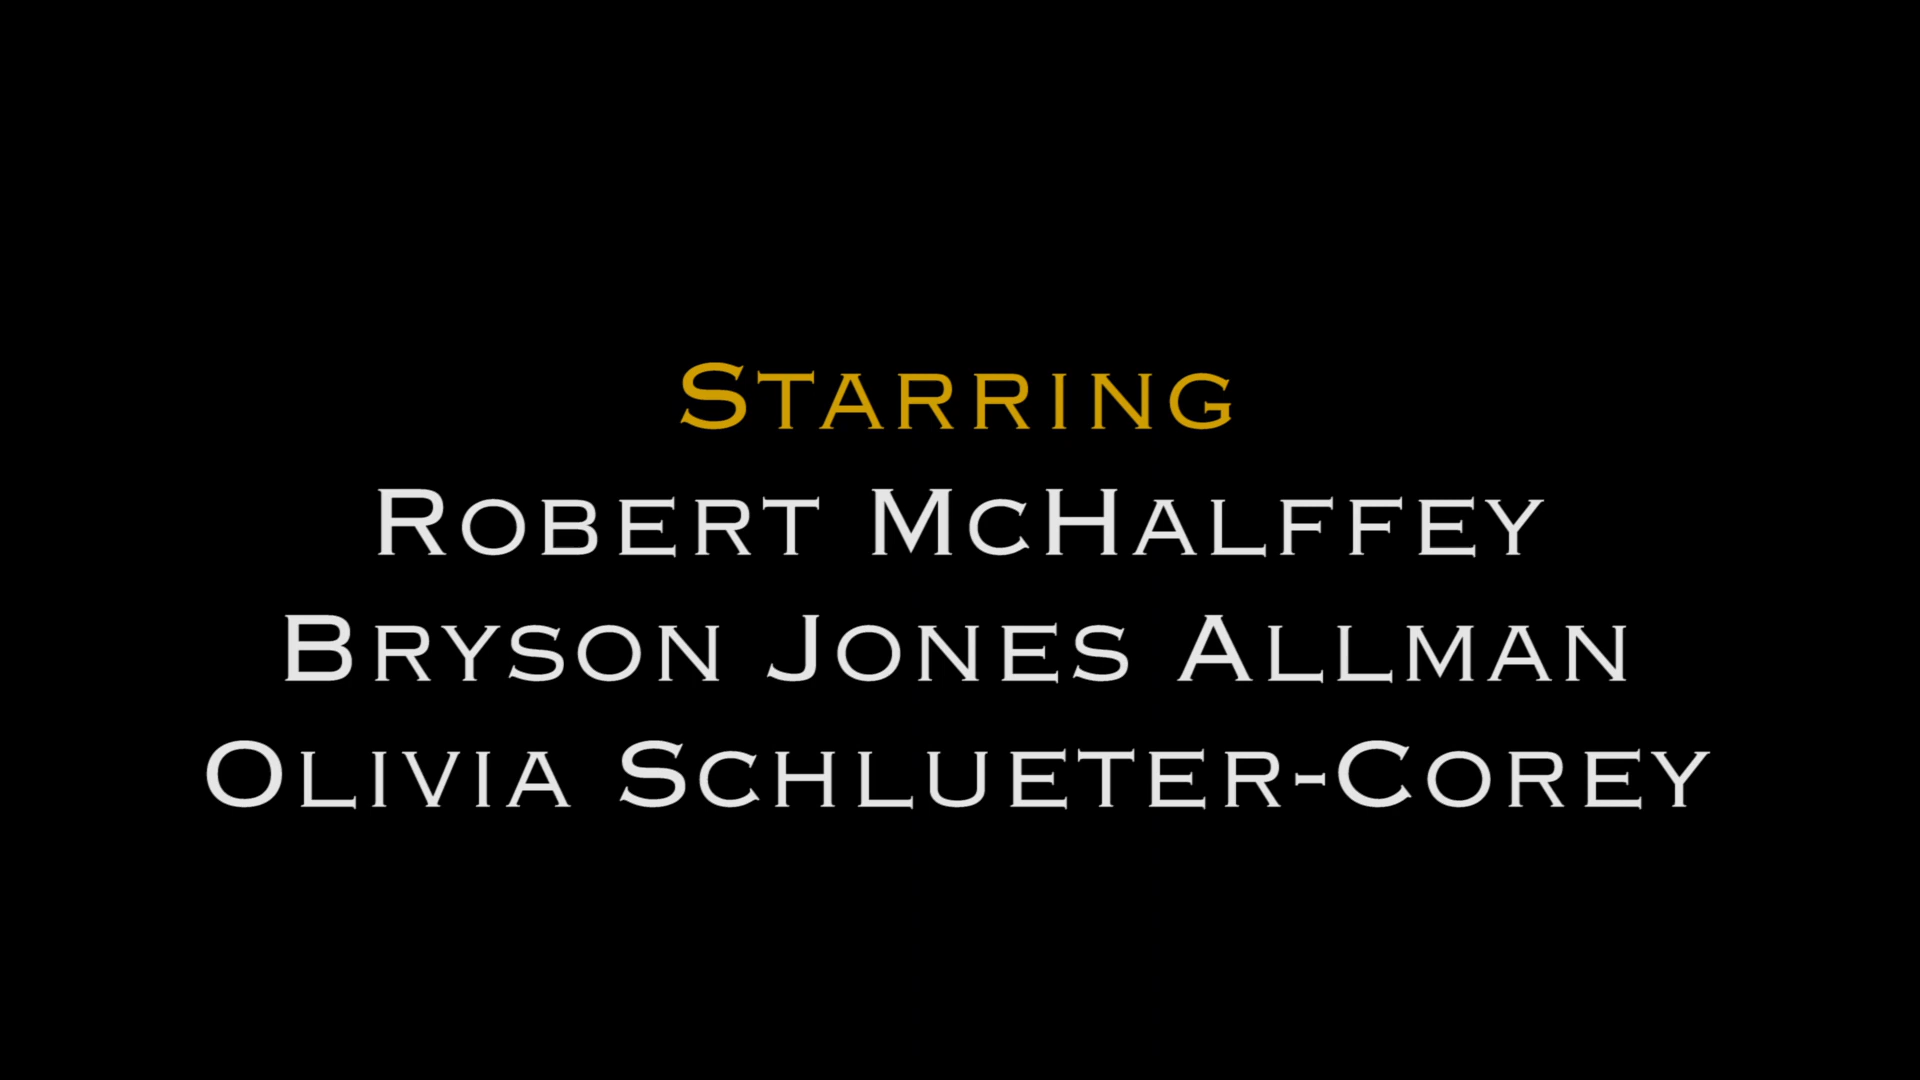 Starring
Robert McHalffey
Bryson Jones Allman
Olivia Schlueter-Corey